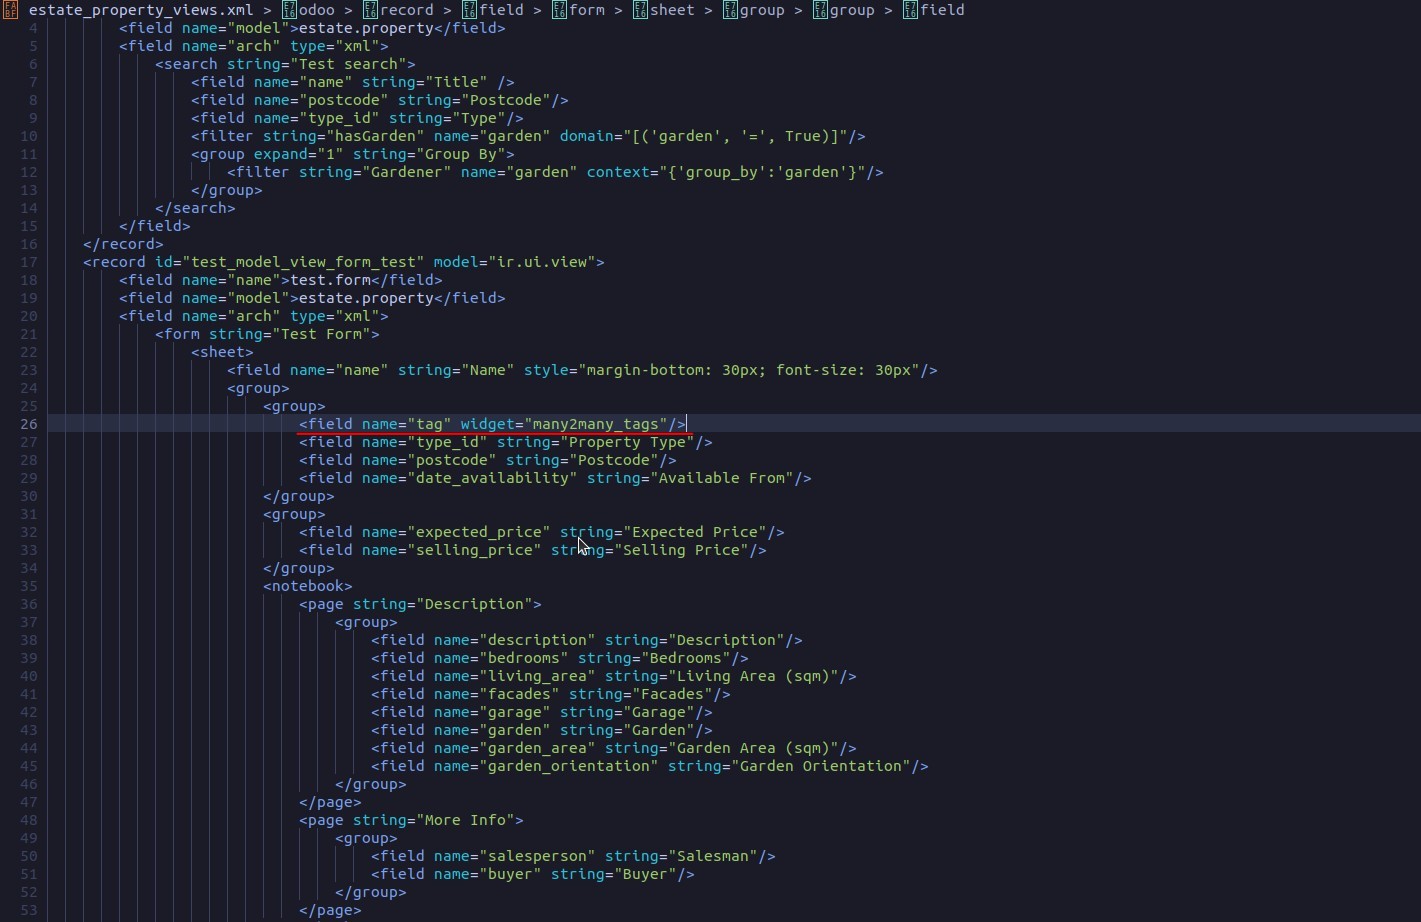 estate_property_views.xml > odoo > record > field > form > sheet > group > group > field
4 <field name="model">estate.property</field>
5 <field name="arch" type="xml">
6 <search string="Test search">
7 <field name="name" string="Title" />
8 <field name="postcode" string="Postcode"/>
9 <field name="type_id" string="Type"/>
10 <filter string="hasGarden" name="garden" domain="[('garden', '=', True)]"/>
11 <group expand="1" string="Group By">
12 <filter string="Gardener" name="garden" context="{'group_by':'garden'}"/>
13 </group>
14 </search>
15 </field>
16 </record>
17 <record id="test_model_view_form_test" model="ir.ui.view">
18 <field name="name">test.form</field>
19 <field name="model">estate.property</field>
20 <field name="arch" type="xml">
21 <form string="Test Form">
22 <sheet>
23 <field name="name" string="Name" style="margin-bottom: 30px; font-size: 30px"/>
24 <group>
25 <group>
26 <field name="tag" widget="many2many_tags"/>
27 <field name="type_id" string="Property Type"/>
28 <field name="postcode" string="Postcode"/>
29 <field name="date_availability" string="Available From"/>
30 </group>
31 <group>
32 <field name="expected_price" string="Expected Price"/>
33 <field name="selling_price" string="Selling Price"/>
34 </group>
35 <notebook>
36 <page string="Description">
37 <group>
38 <field name="description" string="Description"/>
39 <field name="bedrooms" string="Bedrooms"/>
40 <field name="living_area" string="Living Area (sqm)"/>
41 <field name="facades" string="Facades"/>
42 <field name="garage" string="Garage"/>
43 <field name="garden" string="Garden"/>
44 <field name="garden_area" string="Garden Area (sqm)"/>
45 <field name="garden_orientation" string="Garden Orientation"/>
46 </group>
47 </page>
48 <page string="More Info">
49 <group>
50 <field name="salesperson" string="Salesman"/>
51 <field name="buyer" string="Buyer"/>
52 </group>
53 </page>